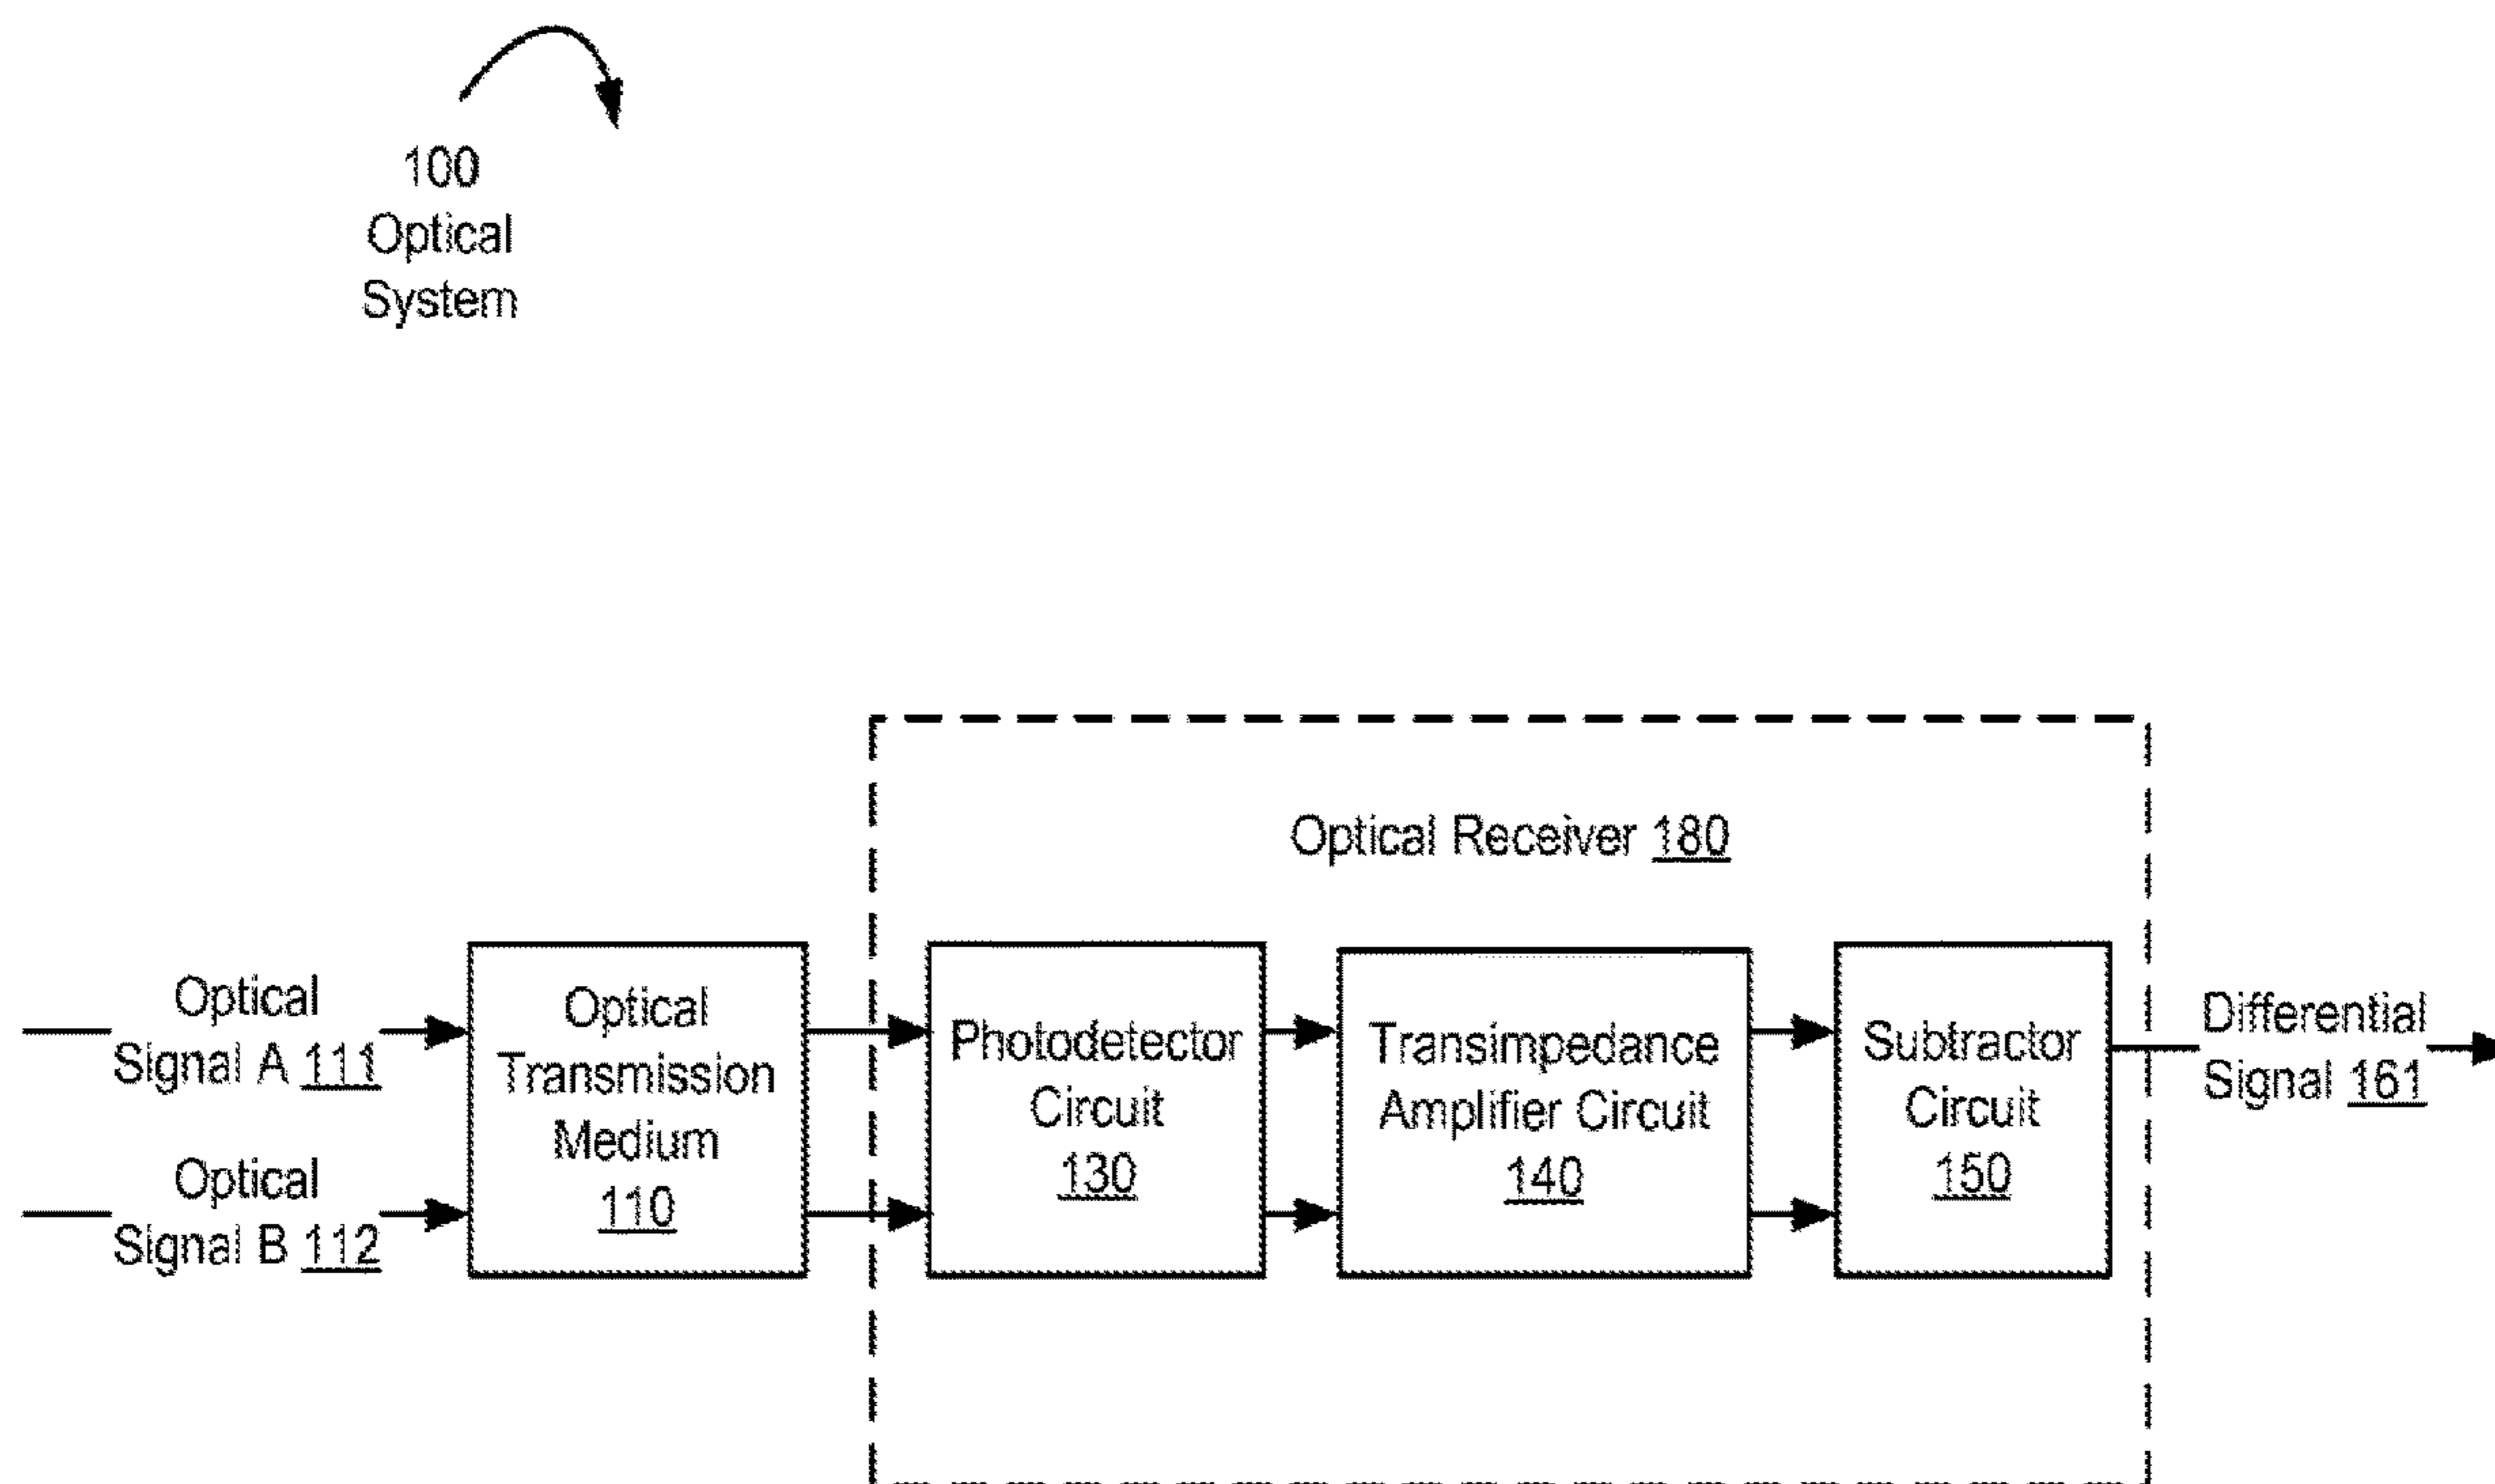 100
Optical
System
Optical Receiver 180
Optical
Signal A 111
Optical
Signal B 112
Optical
Transmission
Medium
110
Photodetector
Circuit
130
Transimpedance
Amplifier Circuit
140
Subtractor
Circuit
150
Differential
Signal 161